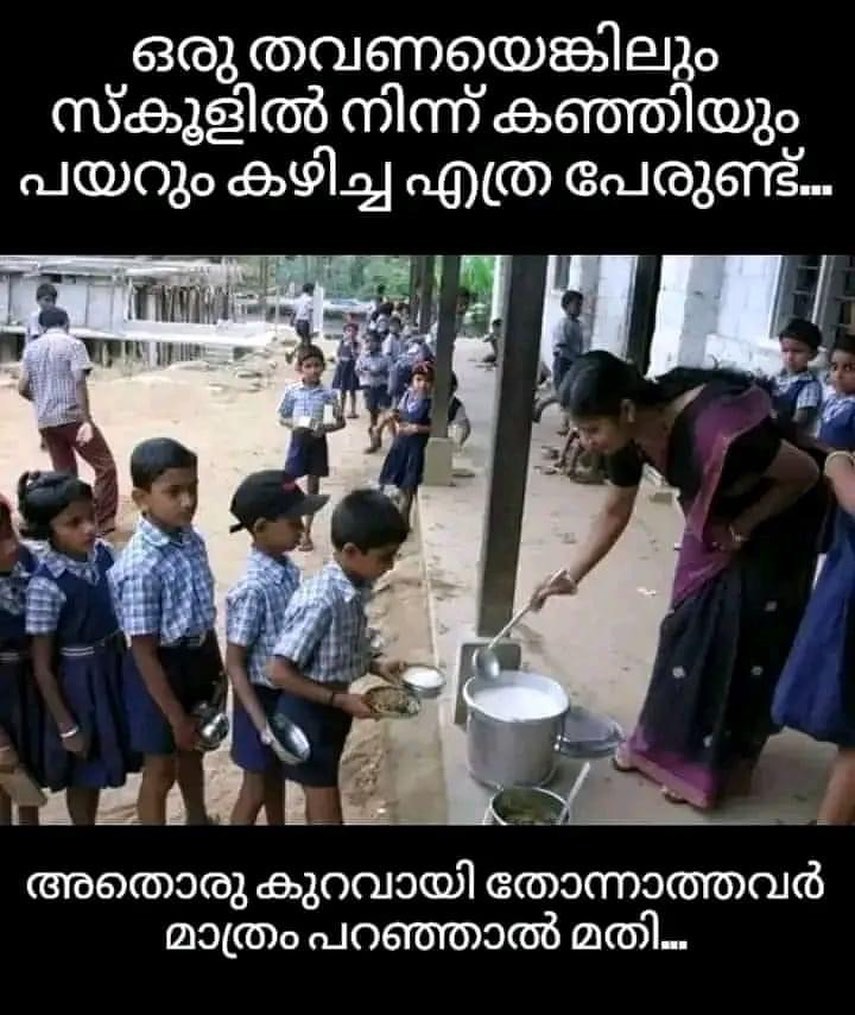 ഒരു തവണയെങ്കിലും
സ്കൂളിൽ നിന്ന് കഞ്ഞിയും
പയറും കഴിച്ച എത്ര പേരുണ്ട്...
അതൊരു കുറവായി തോന്നാത്തവർ
മാത്രം പറഞ്ഞാൽ മതി...